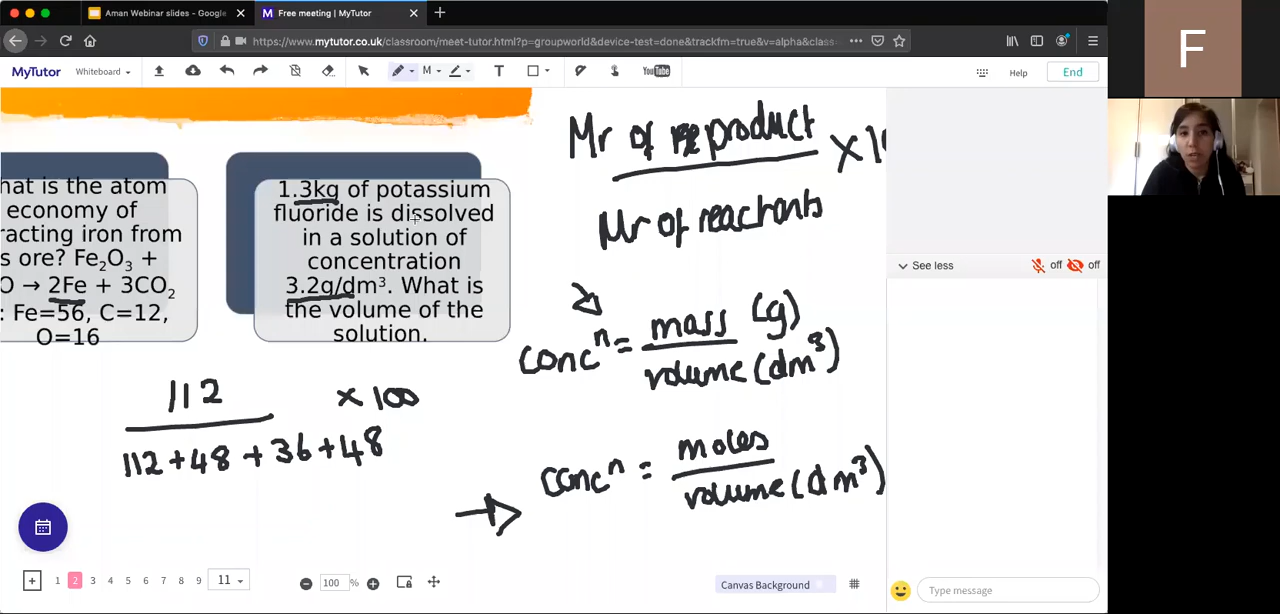 Aman Webinar slides - Google
Free meeting | MyTutor
https://www.mytutor.co.uk/classroom/meet-tutor.html?p=groupworld&device-test=done&trackfm=true&v=alpha&class
MyTutor
Whiteboard
M
T
YouTube
Help
End
F
hat is the atom
economy of
racting iron from
s ore? Fe₂O₃ +
O → 2Fe + 3CO₂
: Fe=56, C=12,
O=16
1.3kg of potassium
fluoride is dissolved
in a solution of
concentration
3.2g/dm³. What is
the volume of the
solution.
Mr of product
× 10
Mr of reactants
concⁿ = mass (g)
volume (dm³)
concⁿ = moles
volume (dm³)
112
× 100
112 + 48 + 36 + 48
See less
off
off
1 2 3 4 5 6 7 8 9 11
100 %
Canvas Background
Type message